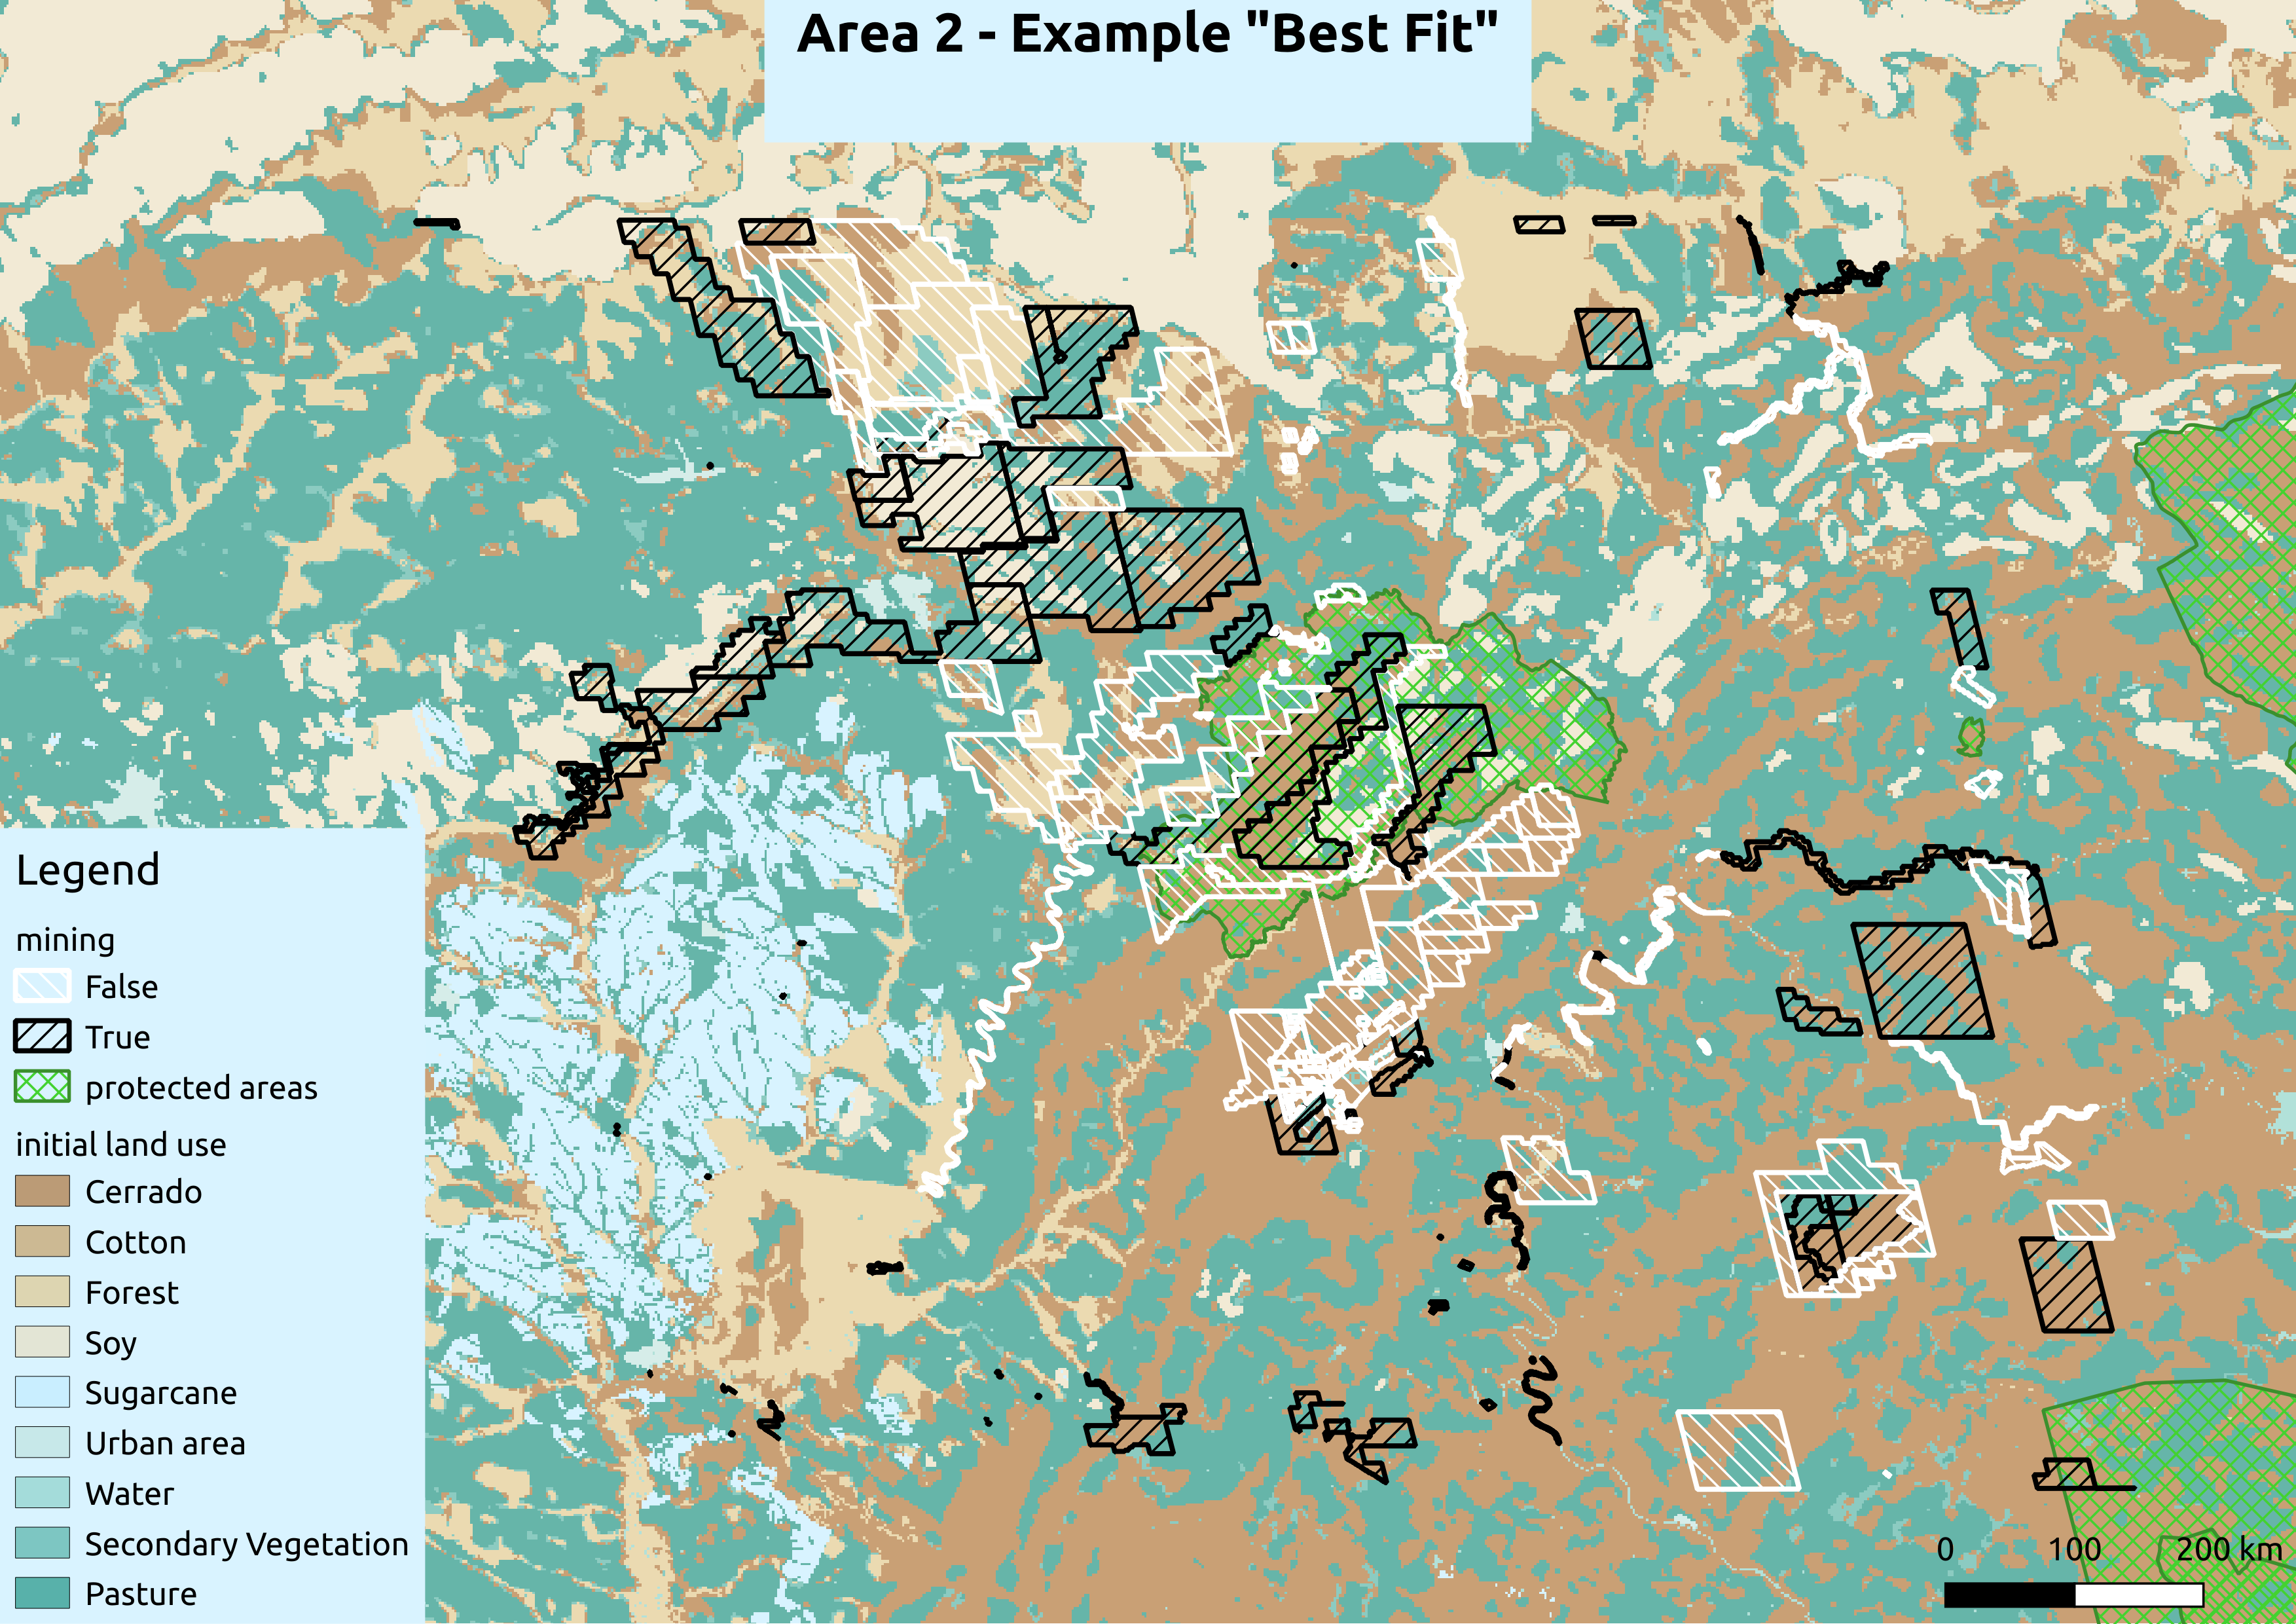 Area 2 - Example "Best Fit"
Legend
mining
False
True
protected areas
initial land use
Cerrado
Cotton
Forest
Soy
Sugarcane
Urban area
Water
Secondary Vegetation
Pasture
0 100 200 km